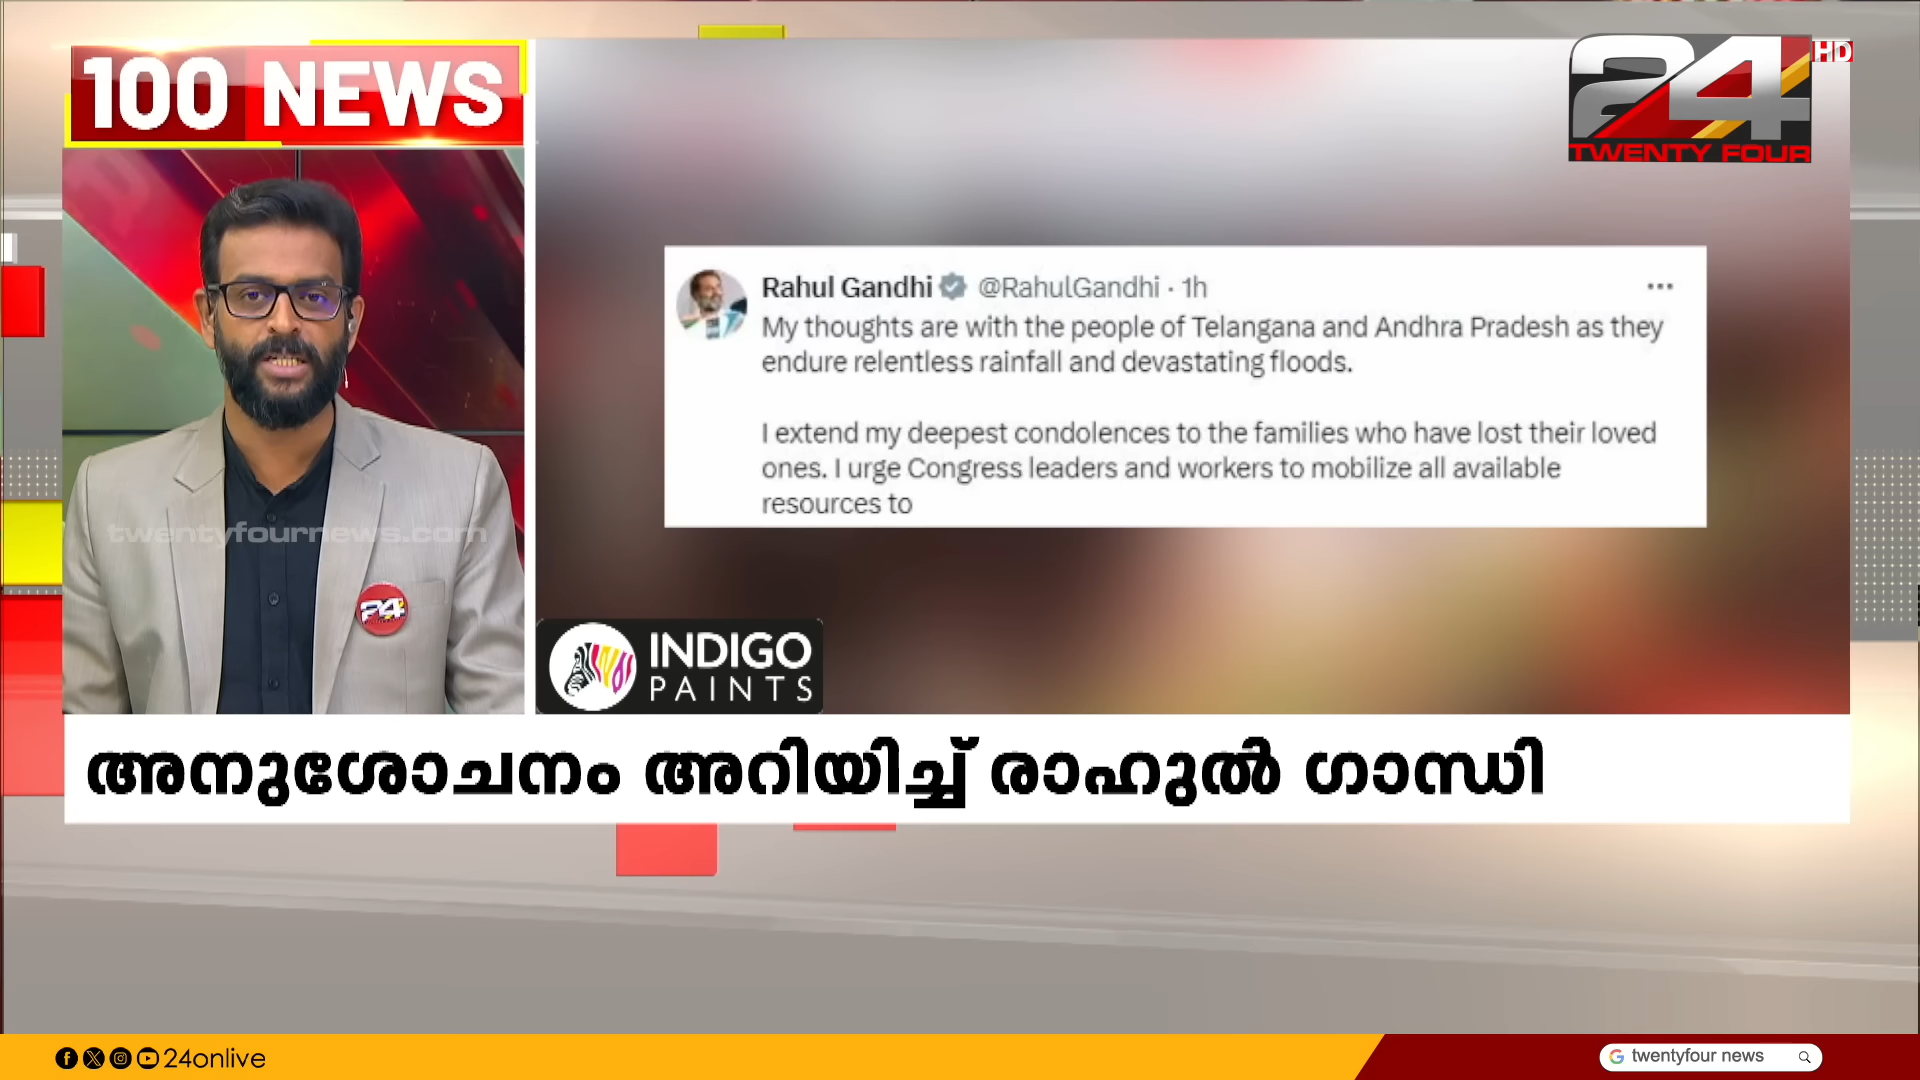 100 NEWS
24 HD
TWENTY FOUR
Rahul Gandhi @RahulGandhi · 1h
My thoughts are with the people of Telangana and Andhra Pradesh as they
endure relentless rainfall and devastating floods.
I extend my deepest condolences to the families who have lost their loved
ones. I urge Congress leaders and workers to mobilize all available
resources to
twentyfournews.com
24
INDIGO
PAINTS
അനുശോചനം അറിയിച്ച് രാഹുൽ ഗാന്ധി
24onlive
twentyfour news